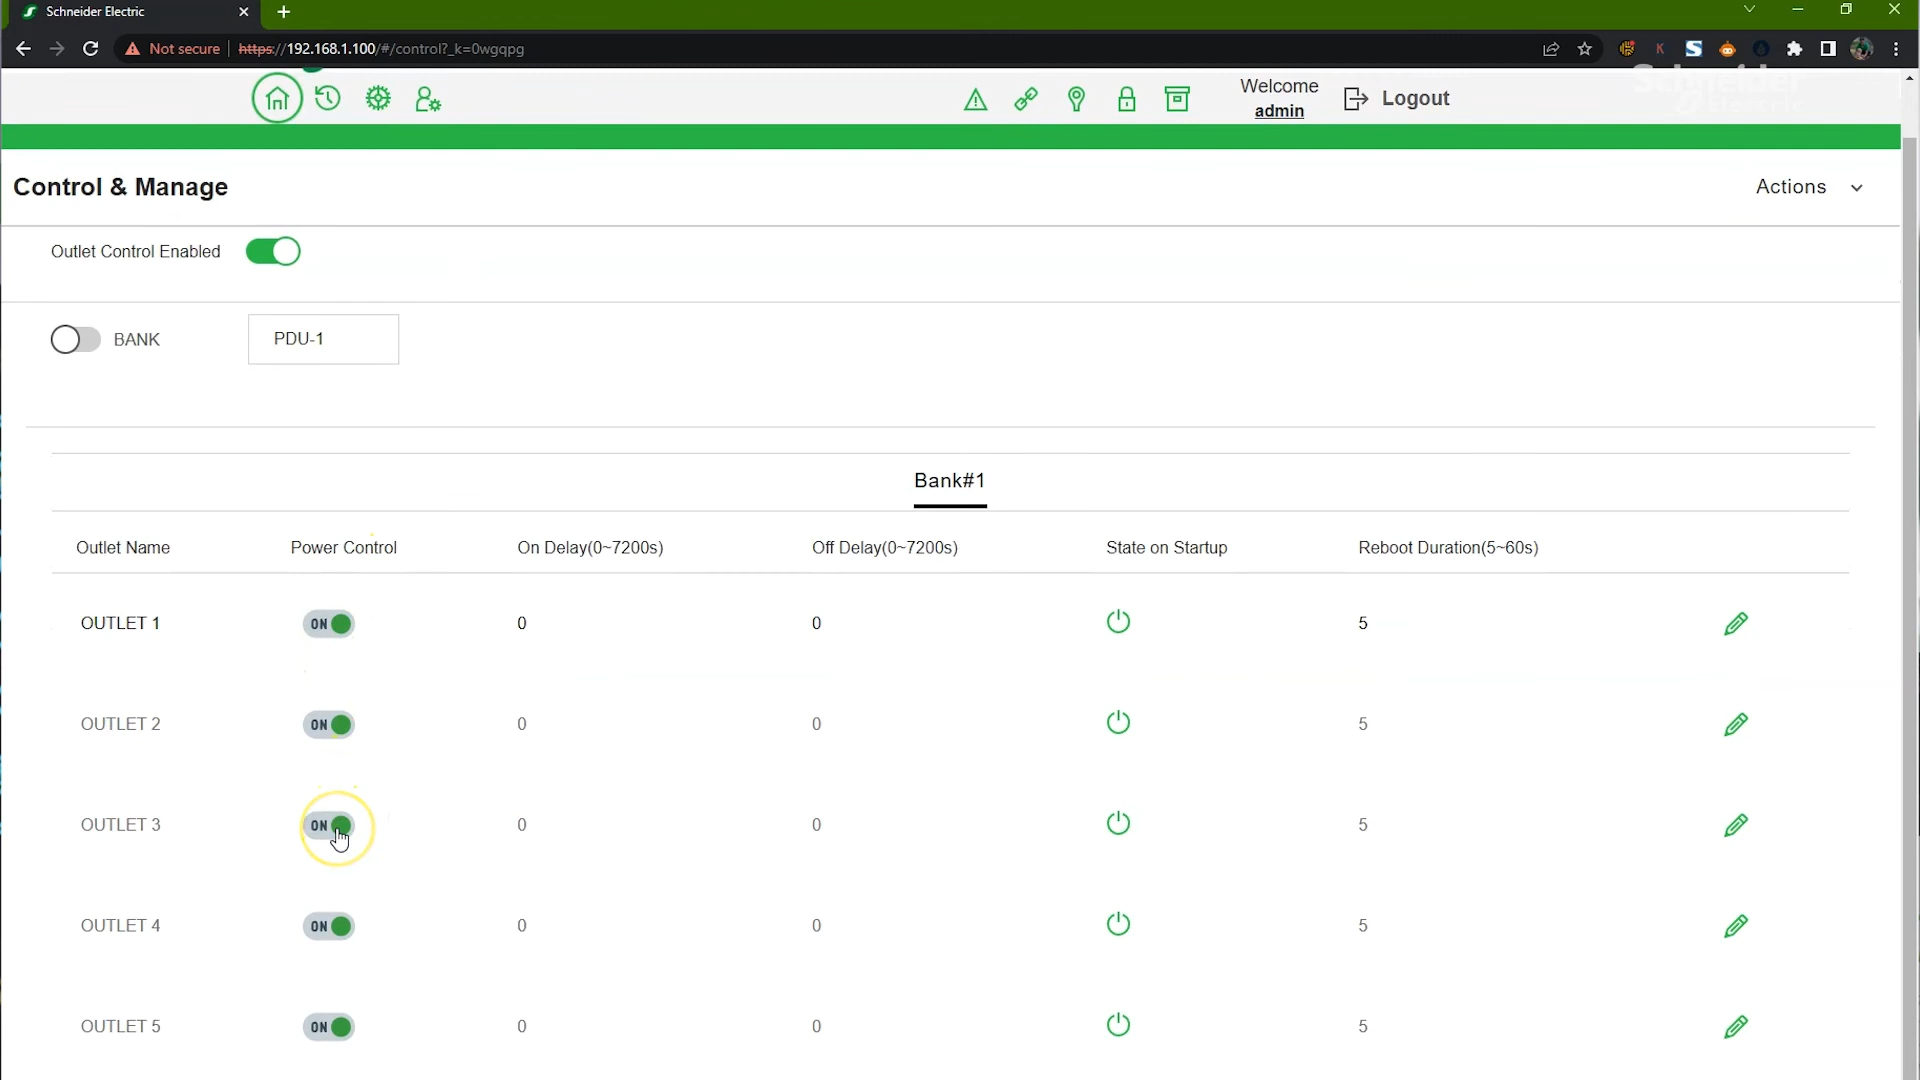 Schneider Electric
Not secure https://192.168.1.100/#/control?_k=0wgqpg
Schneider Electric
Welcome
admin
Logout
Control & Manage
Actions
Outlet Control Enabled
BANK
PDU-1
Bank#1
Outlet Name Power Control On Delay(0~7200s) Off Delay(0~7200s) State on Startup Reboot Duration(5~60s)
OUTLET 1 ON 0 0 5
OUTLET 2 ON 0 0 5
OUTLET 3 ON 0 0 5
OUTLET 4 ON 0 0 5
OUTLET 5 ON 0 0 5